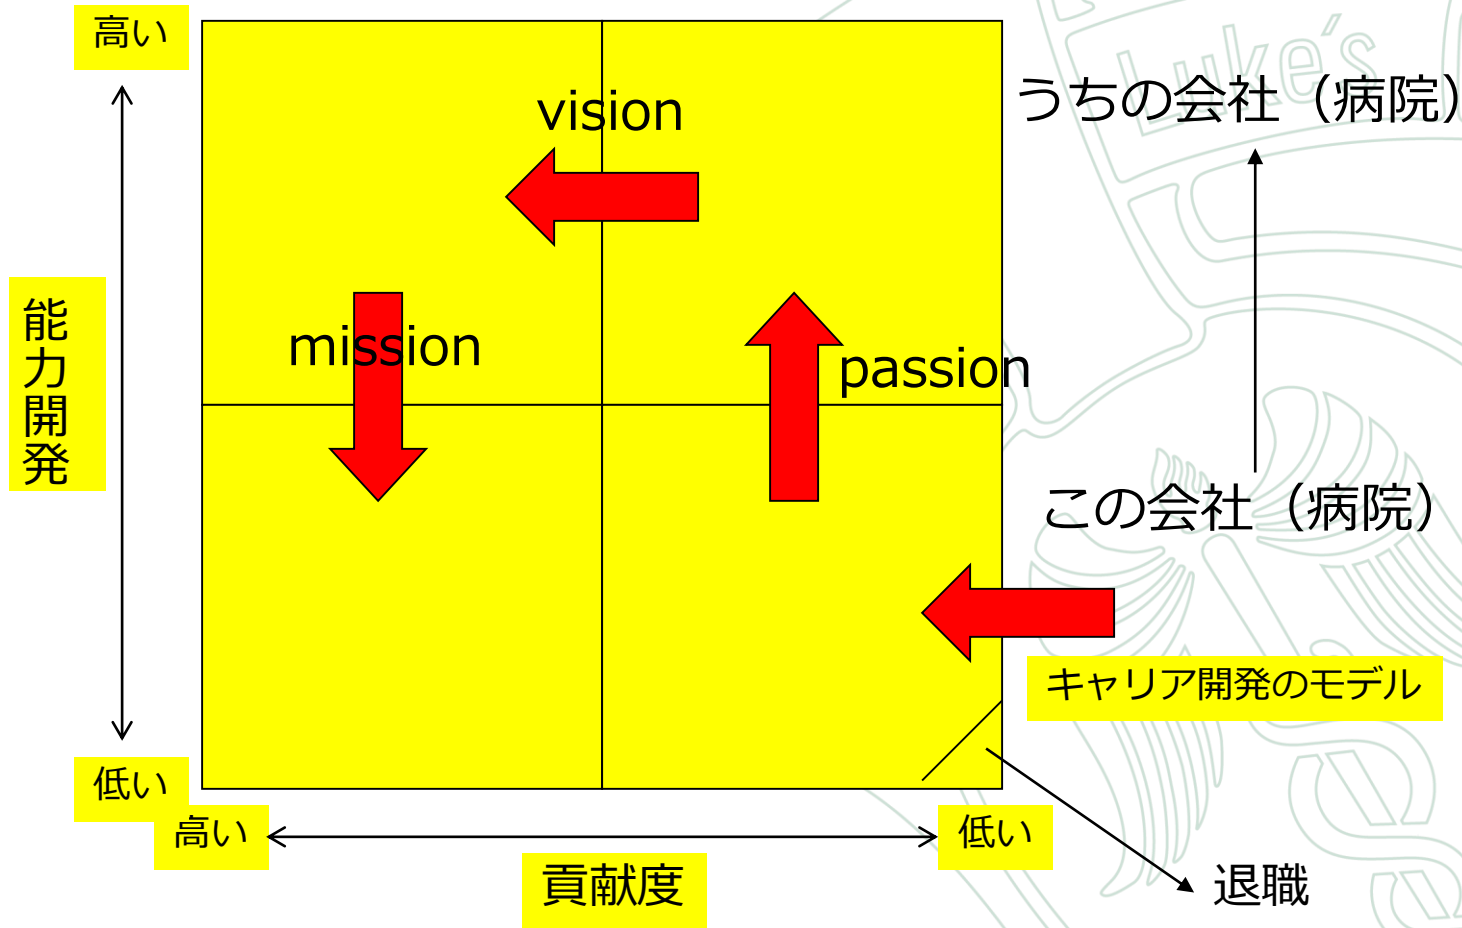 高い
Luke's
うちの会社（病院）
vision
能力開発
mission
passion
この会社（病院）
キャリア開発のモデル
低い
高い
低い
貢献度
退職